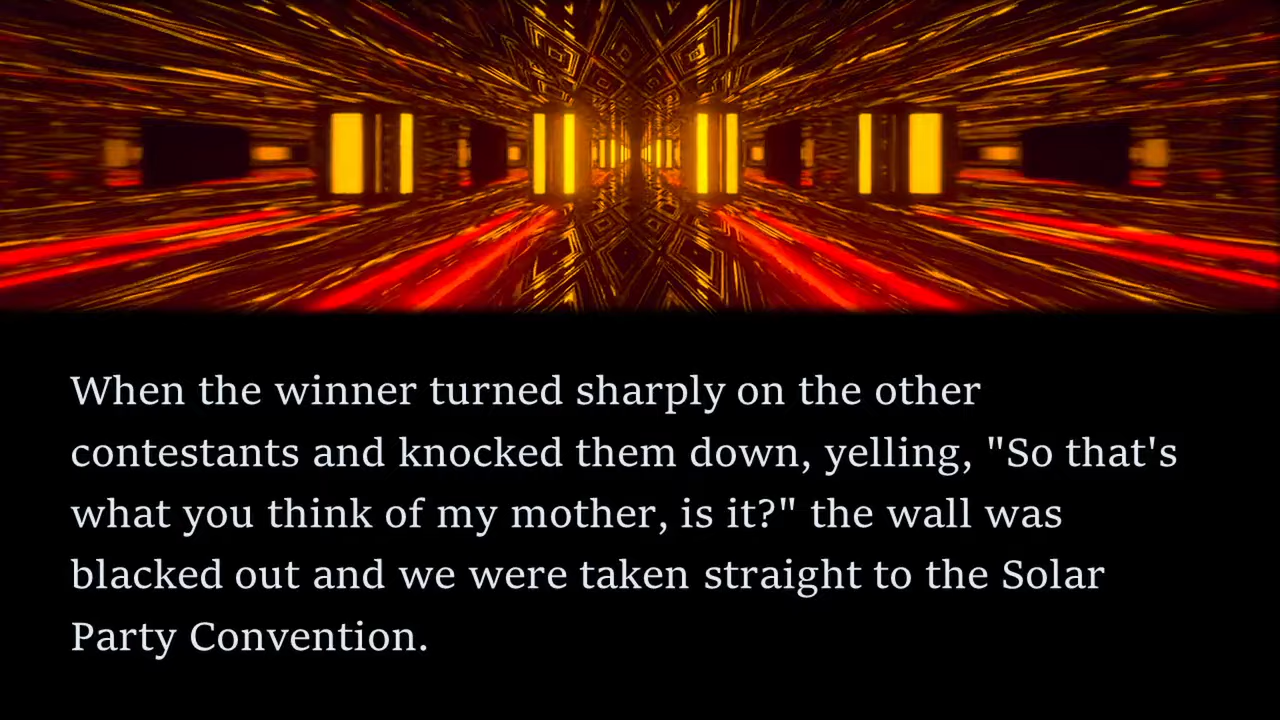 When the winner turned sharply on the other
contestants and knocked them down, yelling, "So that's
what you think of my mother, is it?" the wall was
blacked out and we were taken straight to the Solar
Party Convention.